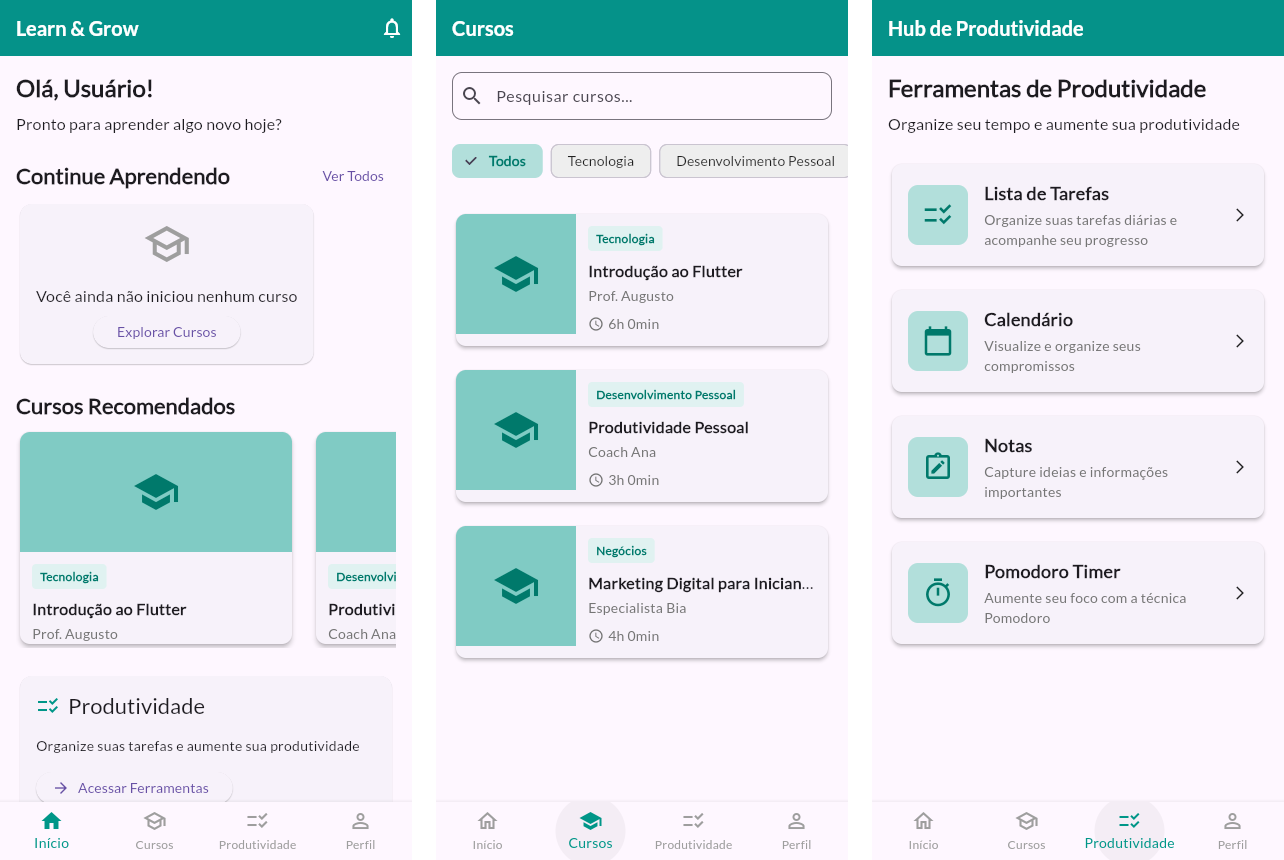 Learn & Grow
Olá, Usuário!
Pronto para aprender algo novo hoje?
Continue Aprendendo
Ver Todos
Você ainda não iniciou nenhum curso
Explorar Cursos
Cursos Recomendados
Tecnologia
Introdução ao Flutter
Prof. Augusto
Desenvolvi
Produtivi
Coach Ana
Produtividade
Organize suas tarefas e aumente sua produtividade
Acessar Ferramentas
Início
Cursos
Produtividade
Perfil
Cursos
Pesquisar cursos...
Todos
Tecnologia
Desenvolvimento Pessoal
Tecnologia
Introdução ao Flutter
Prof. Augusto
6h 0min
Desenvolvimento Pessoal
Produtividade Pessoal
Coach Ana
3h 0min
Negócios
Marketing Digital para Inician...
Especialista Bia
4h 0min
Início
Cursos
Produtividade
Perfil
Hub de Produtividade
Ferramentas de Produtividade
Organize seu tempo e aumente sua produtividade
Lista de Tarefas
Organize suas tarefas diárias e
acompanhe seu progresso
Calendário
Visualize e organize seus
compromissos
Notas
Capture ideias e informações
importantes
Pomodoro Timer
Aumente seu foco com a técnica
Pomodoro
Início
Cursos
Produtividade
Perfil